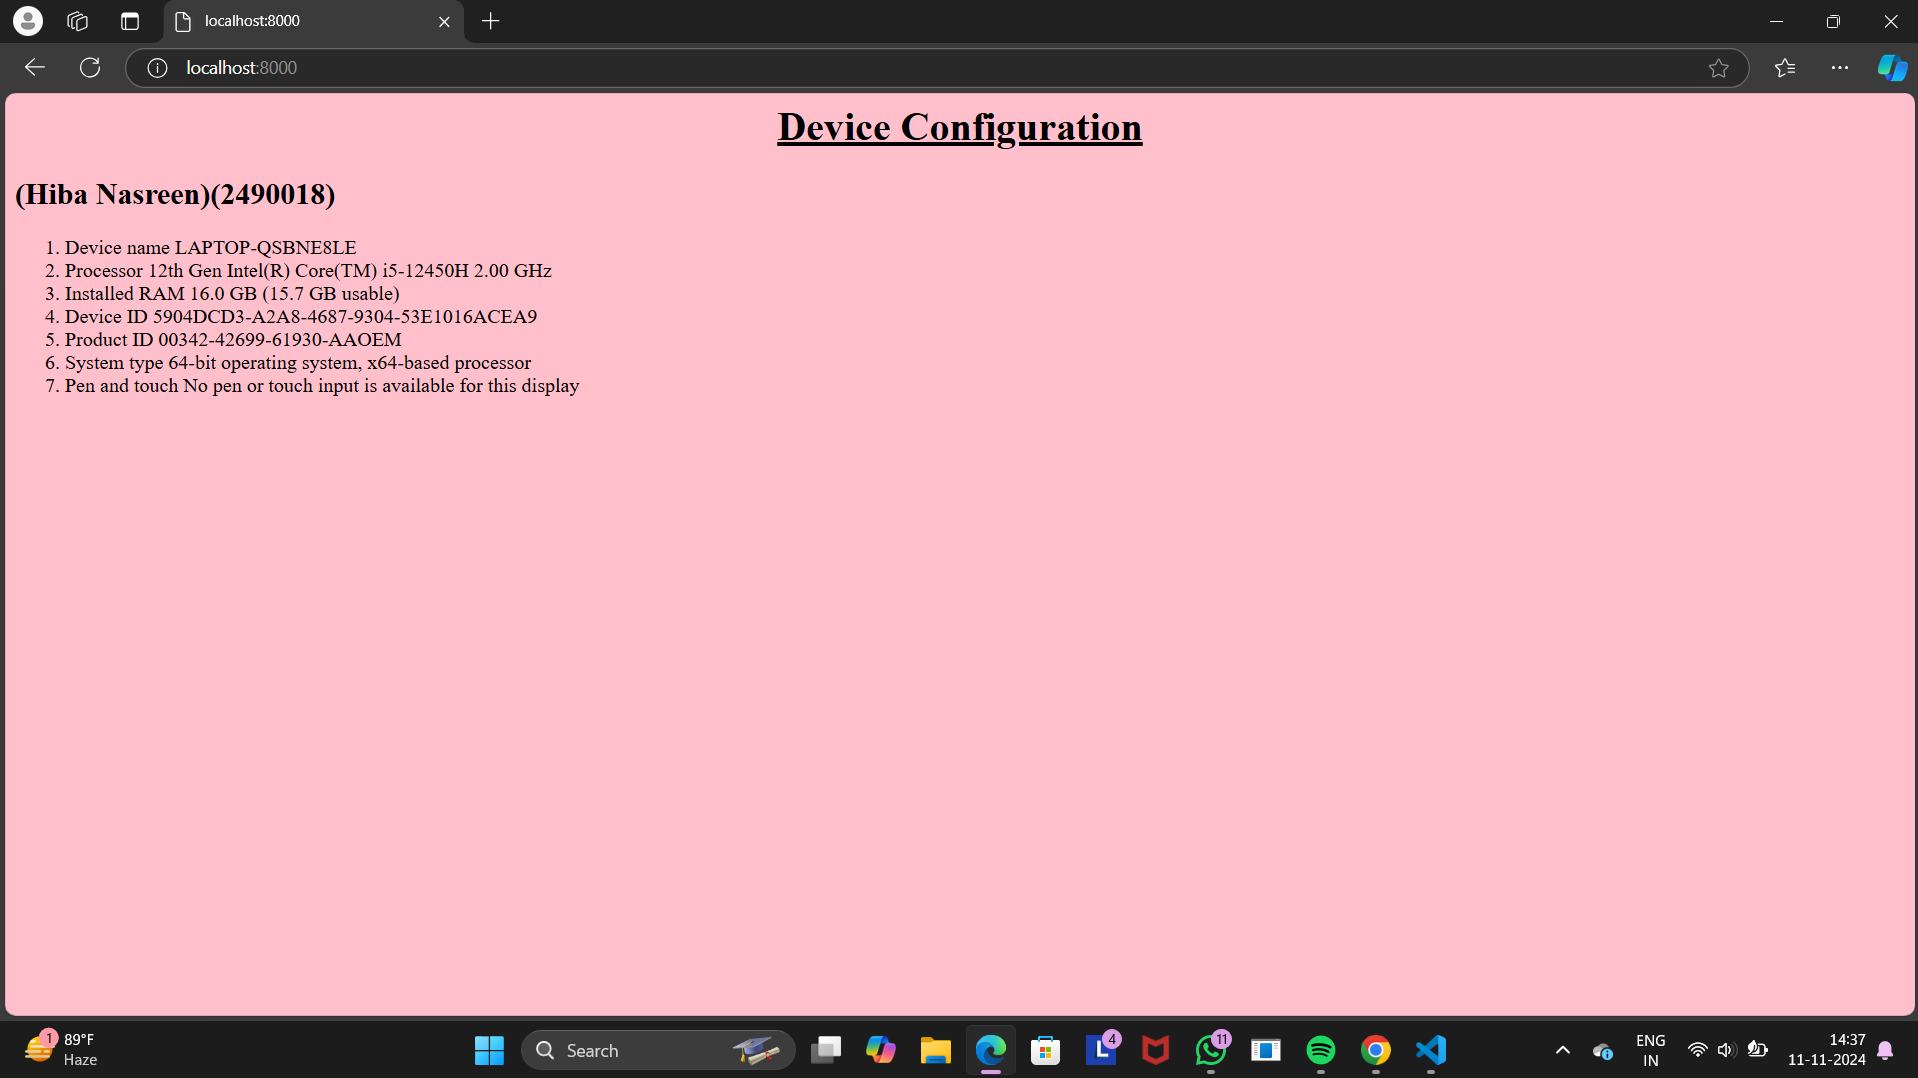 localhost:8000
localhost:8000
Device Configuration
(Hiba Nasreen)(2490018)
1. Device name LAPTOP-QSBNE8LE
2. Processor 12th Gen Intel(R) Core(TM) i5-12450H 2.00 GHz
3. Installed RAM 16.0 GB (15.7 GB usable)
4. Device ID 5904DCD3-A2A8-4687-9304-53E1016ACEA9
5. Product ID 00342-42699-61930-AAOEM
6. System type 64-bit operating system, x64-based processor
7. Pen and touch No pen or touch input is available for this display
1
89°F
Haze
Search
L
4
11
ENG
IN
14:37
11-11-2024